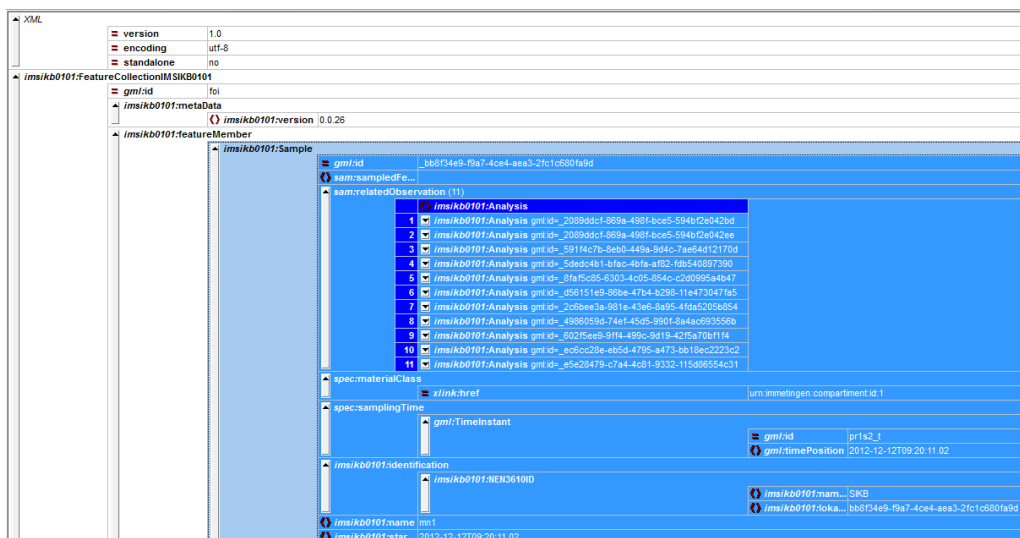 XML
version 1.0
encoding utf-8
standalone no
imsikb0101:FeatureCollectionIMSIKB0101
gml:id foi
imsikb0101:metaData
imsikb0101:version 0.0.26
imsikb0101:featureMember
imsikb0101:Sample
gml:id _bb8f34e9-f9a7-4ce4-aea3-2fc1c680fa9d
sam:sampledFe...
sam:relatedObservation (11)
imsikb0101:Analysis
1 imsikb0101:Analysis gml:id=_2089ddcf-869a-498f-bce5-594bf2e042bd
2 imsikb0101:Analysis gml:id=_2089ddcf-869a-498f-bce5-594bf2e042ee
3 imsikb0101:Analysis gml:id=_591f4c7b-8eb0-449a-9d4c-7ae64d12170d
4 imsikb0101:Analysis gml:id=_5dedc4b1-bfac-4bfa-af82-fdb540897390
5 imsikb0101:Analysis gml:id=_8faf5c85-6303-4c05-854c-c2d0995a4b47
6 imsikb0101:Analysis gml:id=_d56151e9-86be-47b4-b298-11e473047fa5
7 imsikb0101:Analysis gml:id=_2c6bee3a-981e-43e6-8a95-4fda5205b854
8 imsikb0101:Analysis gml:id=_4986059d-74ef-45d5-990f-8a4ac693556b
9 imsikb0101:Analysis gml:id=_602f5ee9-9ff4-499c-9d19-42f5a70bf1f4
10 imsikb0101:Analysis gml:id=_ec6cc28e-eb5d-4795-a473-bb18ec2223c2
11 imsikb0101:Analysis gml:id=_e5e28479-c7a4-4c81-9332-115d86554c31
spec:materialClass
xlink:href urn:immetingen:compartiment:id:1
spec:samplingTime
gml:TimeInstant
gml:id pr1s2_t
gml:timePosition 2012-12-12T09:20:11.02
imsikb0101:identification
imsikb0101:NEN3610ID
imsikb0101:nam... SIKB
imsikb0101:loka... bb8f34e9-f9a7-4ce4-aea3-2fc1c680fa9d
imsikb0101:name mn1
imsikb0101:star... 2012-12-12T09:20:11.02